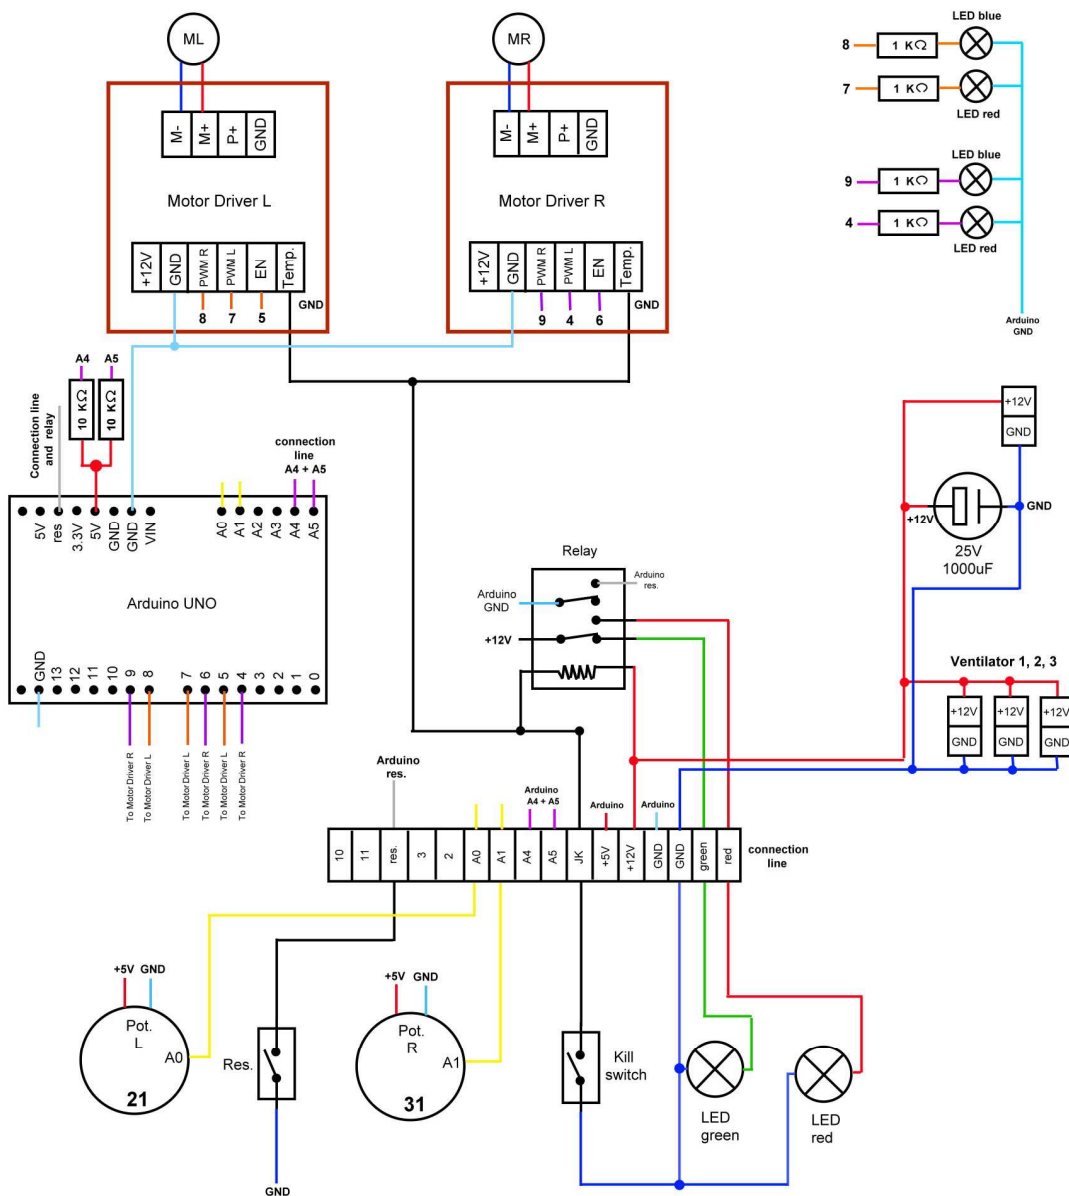 ML
MR
LED blue
8
1 KΩ
7
1 KΩ
LED red
LED blue
9
1 KΩ
4
1 KΩ
LED red
Arduino
GND
M-
M+
P+
GND
Motor Driver L
+12V
GND
PWM R
PWM L
EN
Temp.
GND
8
7
5
M-
M+
P+
GND
Motor Driver R
+12V
GND
PWM R
PWM L
EN
Temp.
GND
9
4
6
A4
A5
10 KΩ
10 KΩ
Connection line
and relay
connection
line
A4 + A5
5V
res
3.3V
5V
GND
GND
VIN
A0
A1
A2
A3
A4
A5
Arduino UNO
GND
13
12
11
10
9
8
7
6
5
4
3
2
1
0
To Motor Driver R
To Motor Driver L
To Motor Driver L
To Motor Driver R
To Motor Driver L
To Motor Driver R
+12V
GND
+12V
GND
25V
1000uF
Relay
Arduino
res.
Arduino
GND
+12V
Ventilator 1, 2, 3
+12V
GND
+12V
GND
+12V
GND
Arduino
res.
Arduino
A4 + A5
Arduino
Arduino
10
11
res.
3
2
A0
A1
A4
A5
JK
+5V
+12V
GND
GND
green
red
connection
line
+5V GND
Pot.
L
A0
21
Res.
GND
+5V
GND
Pot.
R
A1
31
Kill
switch
LED
green
LED
red